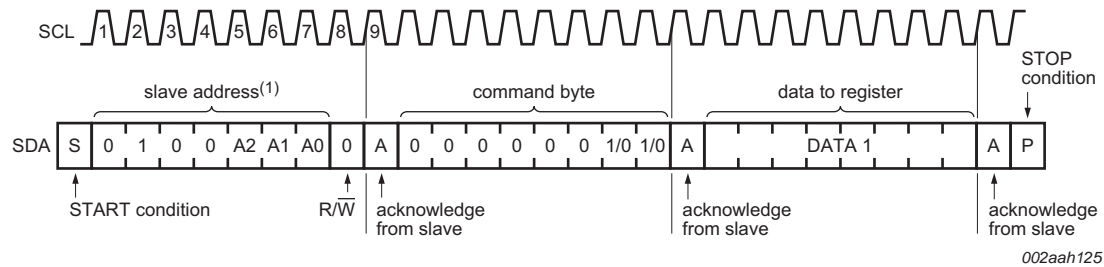 SCL 1 2 3 4 5 6 7 8 9
STOP
condition
slave address(1) command byte data to register
SDA S 0 1 0 0 A2 A1 A0 0 A 0 0 0 0 0 0 1/0 1/0 A DATA 1 A P
START condition R/W̅ acknowledge from slave acknowledge from slave acknowledge from slave
002aah125